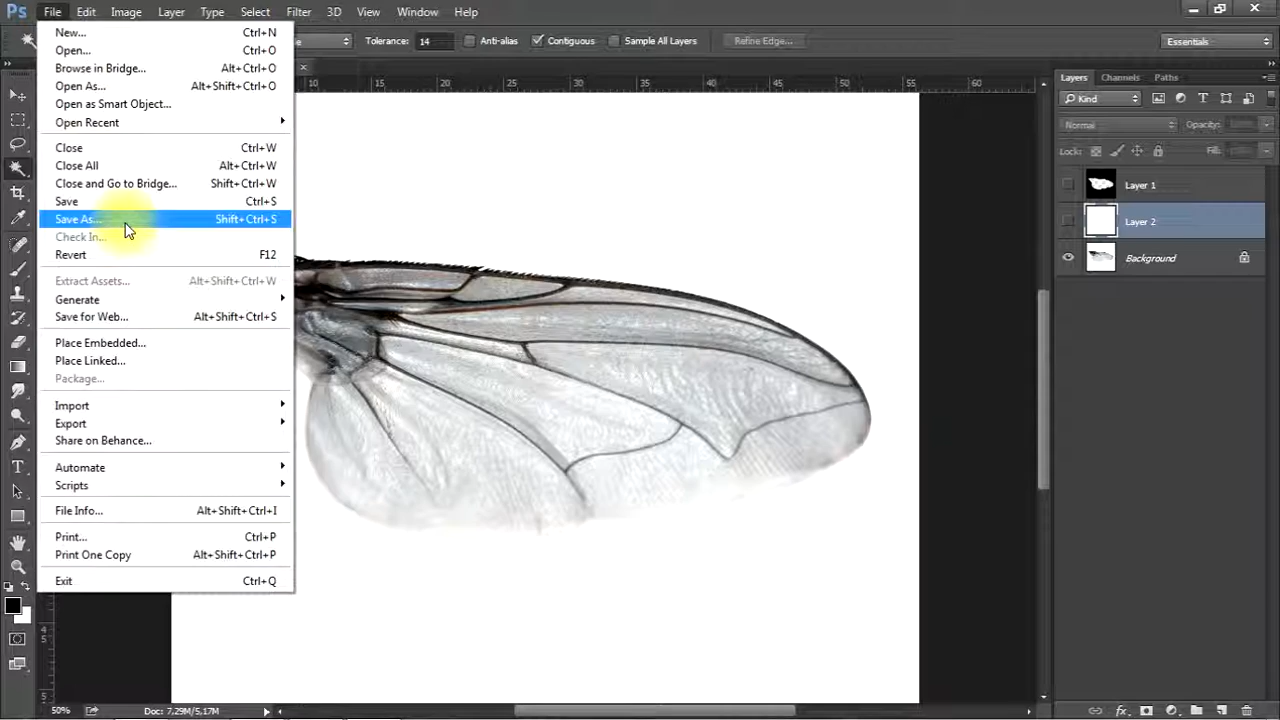 Ps File Edit Image Layer Type Select Filter 3D View Window Help
Tolerance: 14 Anti-alias Contiguous Sample All Layers Refine Edge... Essentials
New... Ctrl+N
Open... Ctrl+O
Browse in Bridge... Alt+Ctrl+O
Open As... Alt+Shift+Ctrl+O
Open as Smart Object...
Open Recent
Close Ctrl+W
Close All Alt+Ctrl+W
Close and Go to Bridge... Shift+Ctrl+W
Save Ctrl+S
Save As... Shift+Ctrl+S
Check In...
Revert F12
Extract Assets... Alt+Shift+Ctrl+W
Generate
Save for Web... Alt+Shift+Ctrl+S
Place Embedded...
Place Linked...
Package...
Import
Export
Share on Behance...
Automate
Scripts
File Info... Alt+Shift+Ctrl+I
Print... Ctrl+P
Print One Copy Alt+Shift+Ctrl+P
Exit Ctrl+Q
10 15 20 25 30 35 40 45 50 55 60
Layers Channels Paths
Kind
Normal Opacity:
Lock: Fill:
Layer 1
Layer 2
Background
4
5
5
50% Doc: 7,29M/5,17M